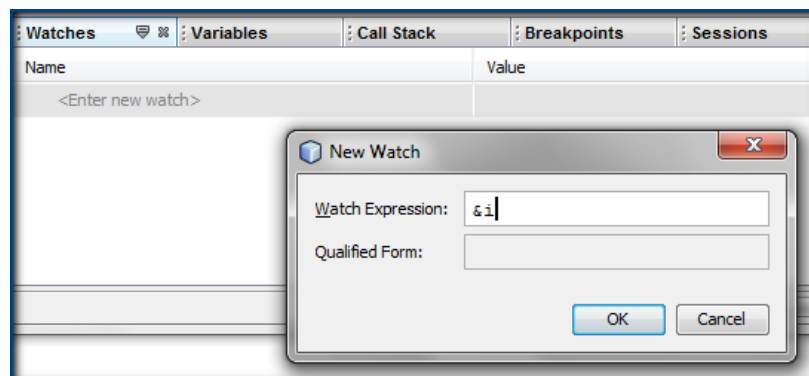 Watches Variables Call Stack Breakpoints Sessions
Name Value
<Enter new watch>
New Watch
Watch Expression: &i
Qualified Form:
OK Cancel